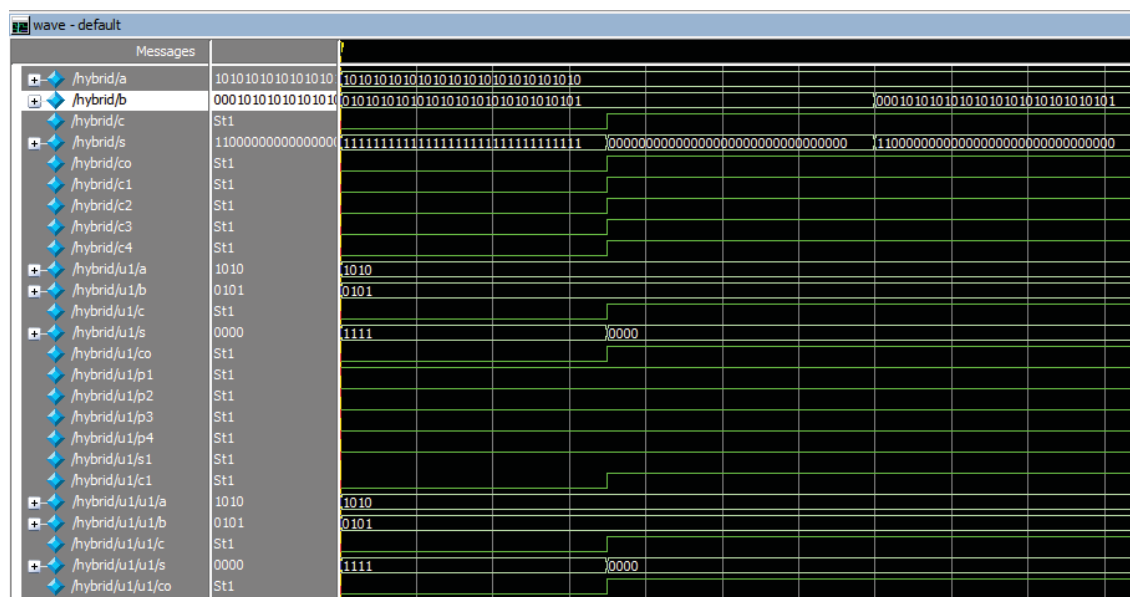 wave - default
Messages
/hybrid/a 1010101010101010 10101010101010101010101010101010
/hybrid/b 00010101010101010 01010101010101010101010101010101 00010101010101010101010101010101
/hybrid/c St1
/hybrid/s 1100000000000000 11111111111111111111111111111111 00000000000000000000000000000000 11000000000000000000000000000000
/hybrid/co St1
/hybrid/c1 St1
/hybrid/c2 St1
/hybrid/c3 St1
/hybrid/c4 St1
/hybrid/u1/a 1010 1010
/hybrid/u1/b 0101 0101
/hybrid/u1/c St1
/hybrid/u1/s 0000 1111 0000
/hybrid/u1/co St1
/hybrid/u1/p1 St1
/hybrid/u1/p2 St1
/hybrid/u1/p3 St1
/hybrid/u1/p4 St1
/hybrid/u1/s1 St1
/hybrid/u1/c1 St1
/hybrid/u1/u1/a 1010 1010
/hybrid/u1/u1/b 0101 0101
/hybrid/u1/u1/c St1
/hybrid/u1/u1/s 0000 1111 0000
/hybrid/u1/u1/co St1